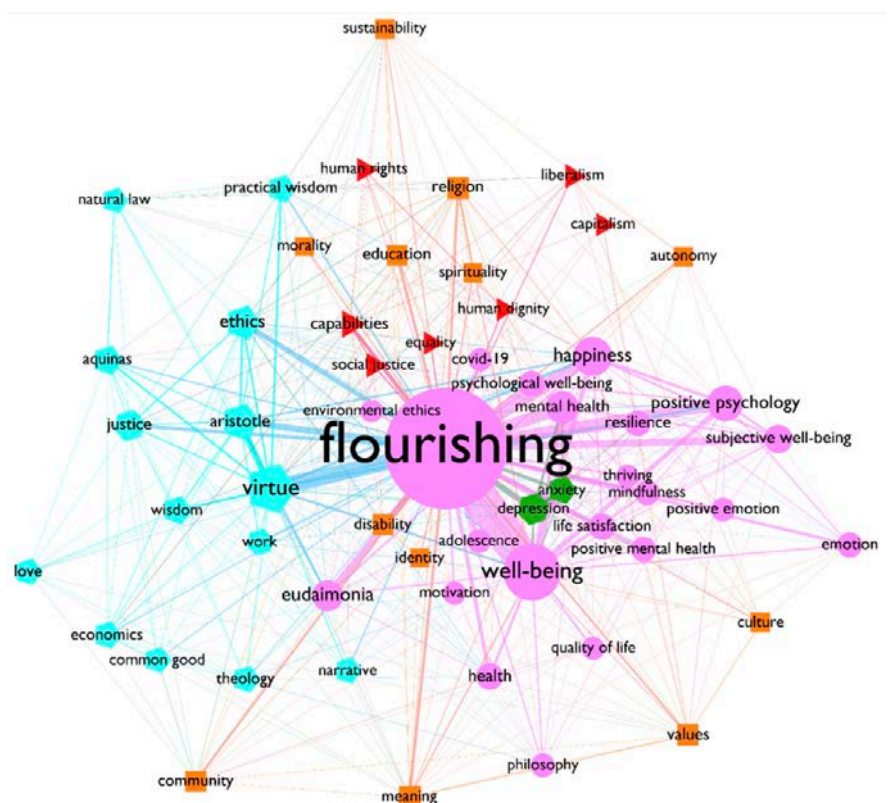 sustainability
human rights
liberalism
natural law
practical wisdom
religion
capitalism
morality
education
autonomy
spirituality
human dignity
ethics
capabilities
equality
aquinas
social justice
covid-19
happiness
psychological well-being
environmental ethics
mental health
positive psychology
justice
aristotle
resilience
subjective well-being
flourishing
thriving
virtue
anxiety
mindfulness
wisdom
depression
positive emotion
disability
life satisfaction
work
adolescence
positive mental health
emotion
identity
love
well-being
eudaimonia
motivation
culture
economics
common good
quality of life
theology
narrative
health
values
philosophy
community
meaning